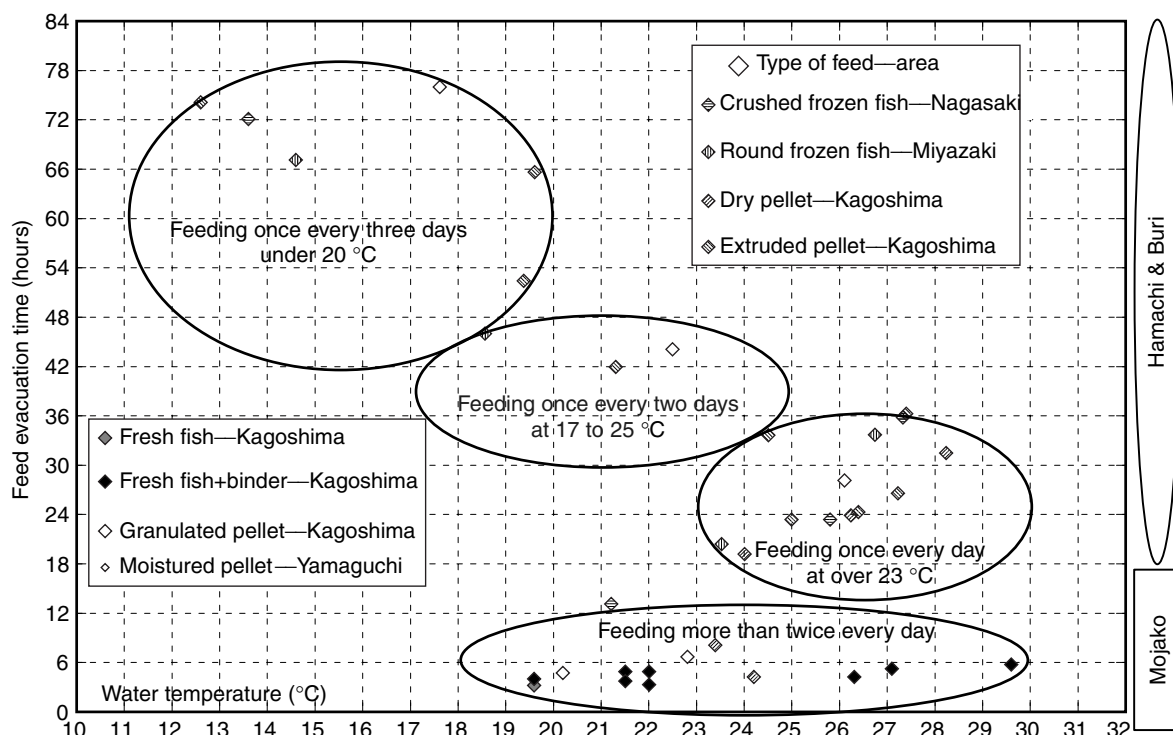 84
78
72
66
60
54
48
42
36
30
24
18
12
6
0
Feed evacuation time (hours)
Type of feed—area
Crushed frozen fish—Nagasaki
Round frozen fish—Miyazaki
Dry pellet—Kagoshima
Extruded pellet—Kagoshima
Feeding once every three days
under 20 °C
Feeding once every two days
at 17 to 25 °C
Fresh fish—Kagoshima
Fresh fish+binder—Kagoshima
Granulated pellet—Kagoshima
Moistured pellet—Yamaguchi
Feeding once every day
at over 23 °C
Feeding more than twice every day
Water temperature (°C)
10 11 12 13 14 15 16 17 18 19 20 21 22 23 24 25 26 27 28 29 30 31 32
Hamachi & Buri
Mojako